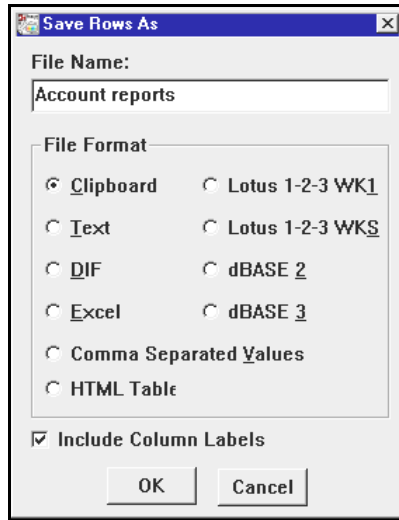 Save Rows As
File Name:
Account reports
File Format
Clipboard
Lotus 1-2-3 WK1
Text
Lotus 1-2-3 WKS
DIF
dBASE 2
Excel
dBASE 3
Comma Separated Values
HTML Table
Include Column Labels
OK
Cancel